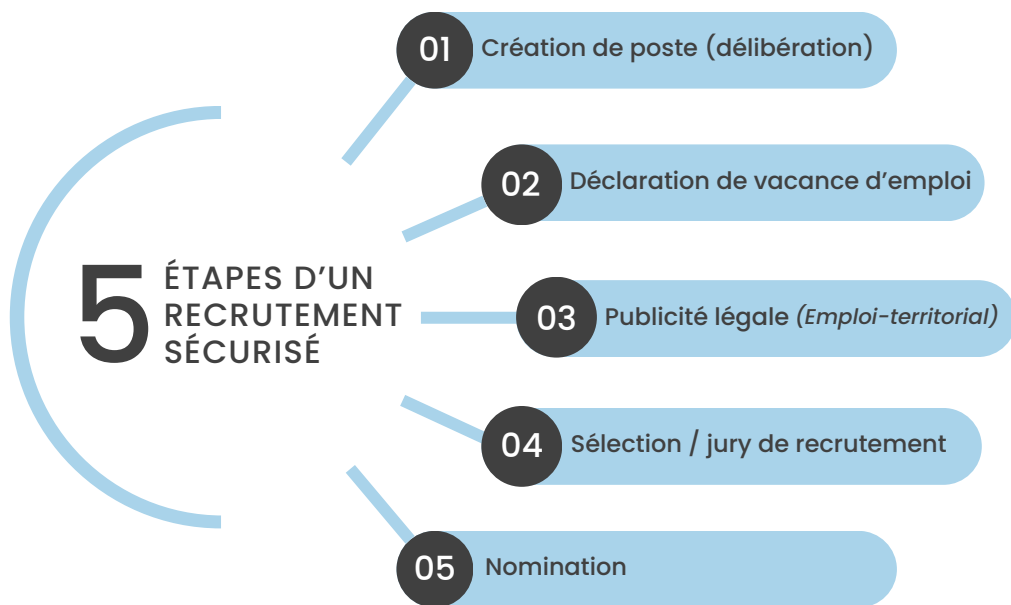 01 Création de poste (délibération)
02 Déclaration de vacance d’emploi
5 ÉTAPES D’UN
RECRUTEMENT
SÉCURISÉ
03 Publicité légale (Emploi-territorial)
04 Sélection / jury de recrutement
05 Nomination